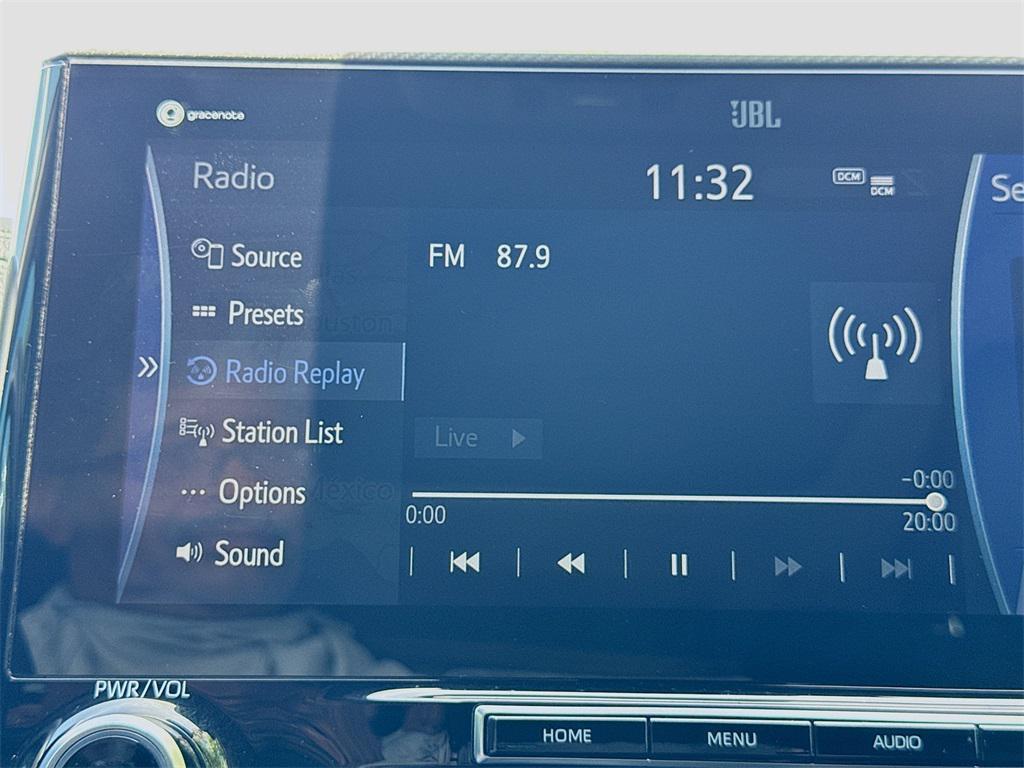 gracenote
JBL
Radio
11:32
DCM
DCM
Se
Source
FM 87.9
Presets
Radio Replay
Station List
Live
Options
-0:00
0:00
20:00
Sound
PWR/VOL
HOME
MENU
AUDIO